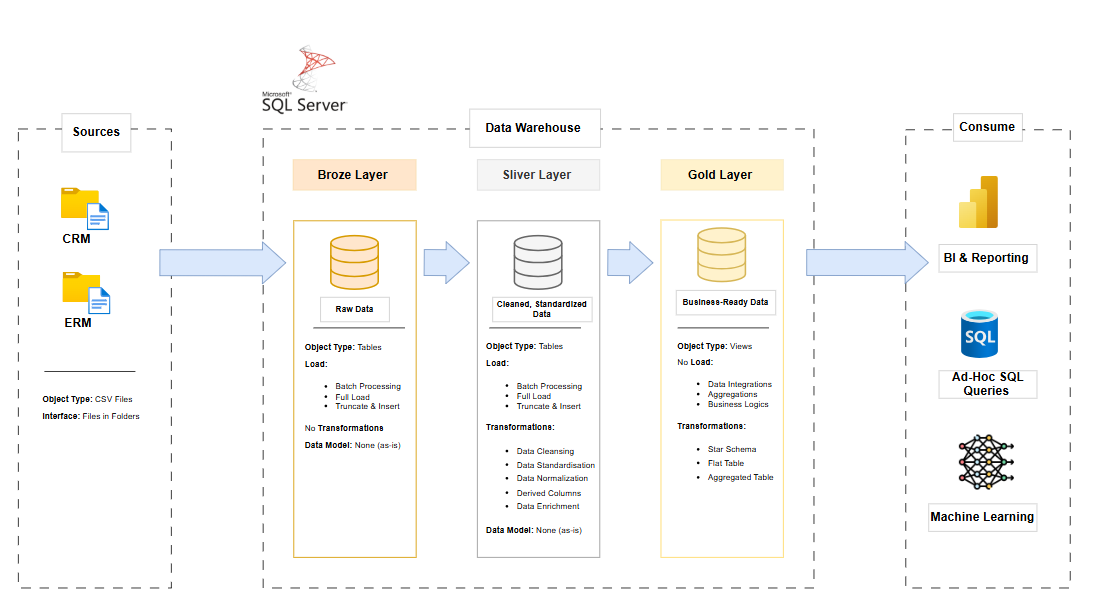 Microsoft®
SQL Server
Sources
CRM
ERM
Object Type: CSV Files
Interface: Files in Folders
Data Warehouse
Broze Layer
Raw Data
Object Type: Tables
Load:
• Batch Processing
• Full Load
• Truncate & Insert
No Transformations
Data Model: None (as-is)
Sliver Layer
Cleaned, Standardized
Data
Object Type: Tables
Load:
• Batch Processing
• Full Load
• Truncate & Insert
Transformations:
• Data Cleansing
• Data Standardisation
• Data Normalization
• Derived Columns
• Data Enrichment
Data Model: None (as-is)
Gold Layer
Business-Ready Data
Object Type: Views
No Load:
• Data Integrations
• Aggregations
• Business Logics
Transformations:
• Star Schema
• Flat Table
• Aggregated Table
Consume
BI & Reporting
SQL
Ad-Hoc SQL
Queries
Machine Learning